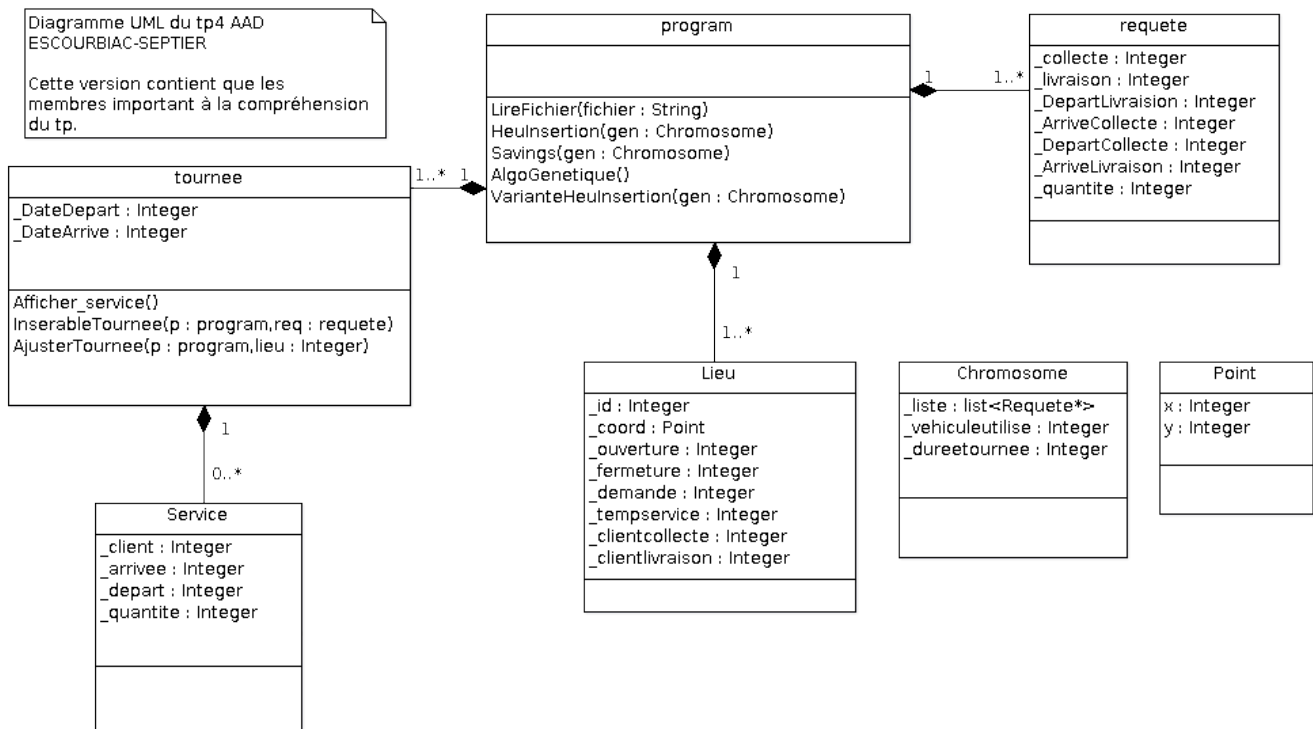 Diagramme UML du tp4 AAD
ESCOURBIAC-SEPTIER
Cette version contient que les
membres important à la compréhension
du tp.
program
LireFichier(fichier : String)
HeuInsertion(gen : Chromosome)
Savings(gen : Chromosome)
AlgoGenetique()
VarianteHeuInsertion(gen : Chromosome)
1
1..*
requete
_collecte : Integer
_livraison : Integer
_DepartLivraision : Integer
_ArriveCollecte : Integer
_DepartCollecte : Integer
_ArriveLivraison : Integer
_quantite : Integer
1..*
1
tournee
_DateDepart : Integer
_DateArrive : Integer
Afficher_service()
InserableTournee(p : program,req : requete)
AjusterTournee(p : program,lieu : Integer)
1
1..*
Lieu
_id : Integer
_coord : Point
_ouverture : Integer
_fermeture : Integer
_demande : Integer
_tempservice : Integer
_clientcollecte : Integer
_clientlivraison : Integer
Chromosome
_liste : list<Requete*>
_vehiculeutilise : Integer
_dureetournee : Integer
Point
x : Integer
y : Integer
1
0..*
Service
_client : Integer
_arrivee : Integer
_depart : Integer
_quantite : Integer